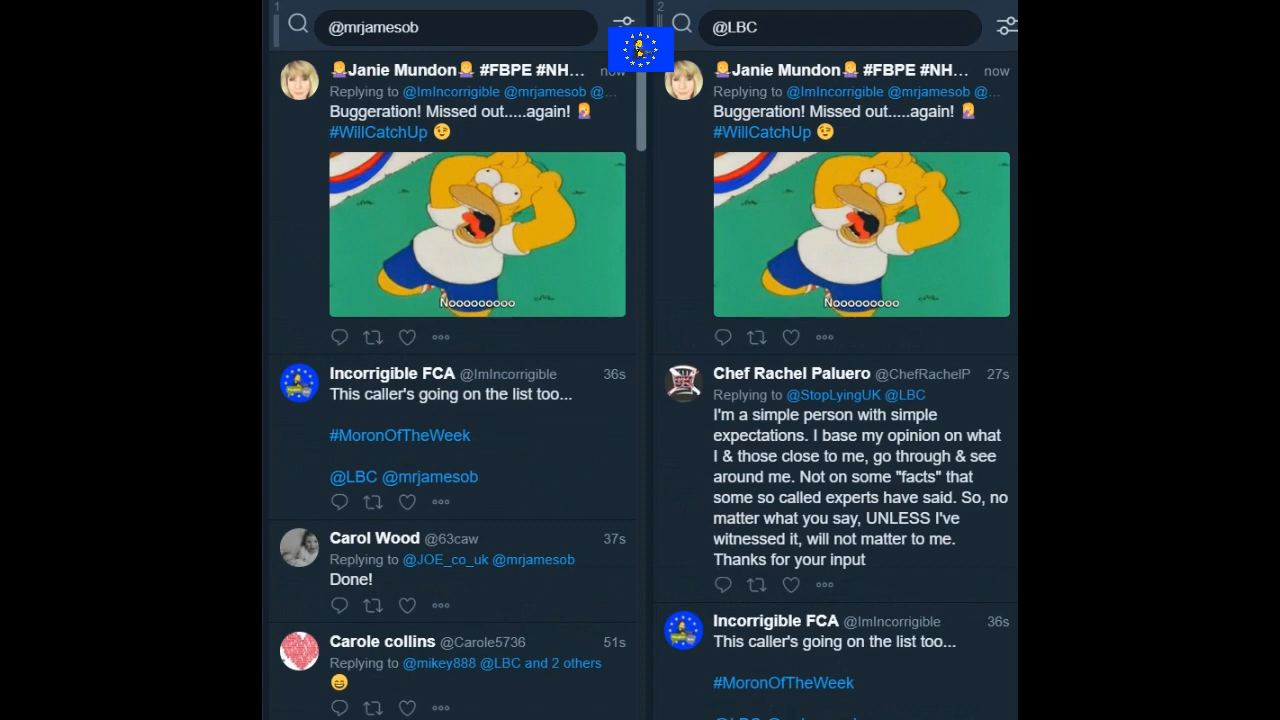 1
@mrjamesob
🤷‍♀️Janie Mundon🤷‍♀️ #FBPE #NH... now
Replying to @ImIncorrigible @mrjamesob @...
Buggeration! Missed out.....again! 🤦‍♀️
#WillCatchUp 😉
Nooooooooo
Incorrigible FCA @ImIncorrigible 36s
This caller's going on the list too...
#MoronOfTheWeek
@LBC @mrjamesob
Carol Wood @63caw 37s
Replying to @JOE_co_uk @mrjamesob
Done!
Carole collins @Carole5736 51s
Replying to @mikey888 @LBC and 2 others
😄
2
@LBC
🤷‍♀️Janie Mundon🤷‍♀️ #FBPE #NH... now
Replying to @ImIncorrigible @mrjamesob @...
Buggeration! Missed out.....again! 🤦‍♀️
#WillCatchUp 😉
Nooooooooo
Chef Rachel Paluero @ChefRachelP 27s
Replying to @StopLyingUK @LBC
I'm a simple person with simple
expectations. I base my opinion on what
I & those close to me, go through & see
around me. Not on some "facts" that
some so called experts have said. So, no
matter what you say, UNLESS I've
witnessed it, will not matter to me.
Thanks for your input
Incorrigible FCA @ImIncorrigible 36s
This caller's going on the list too...
#MoronOfTheWeek